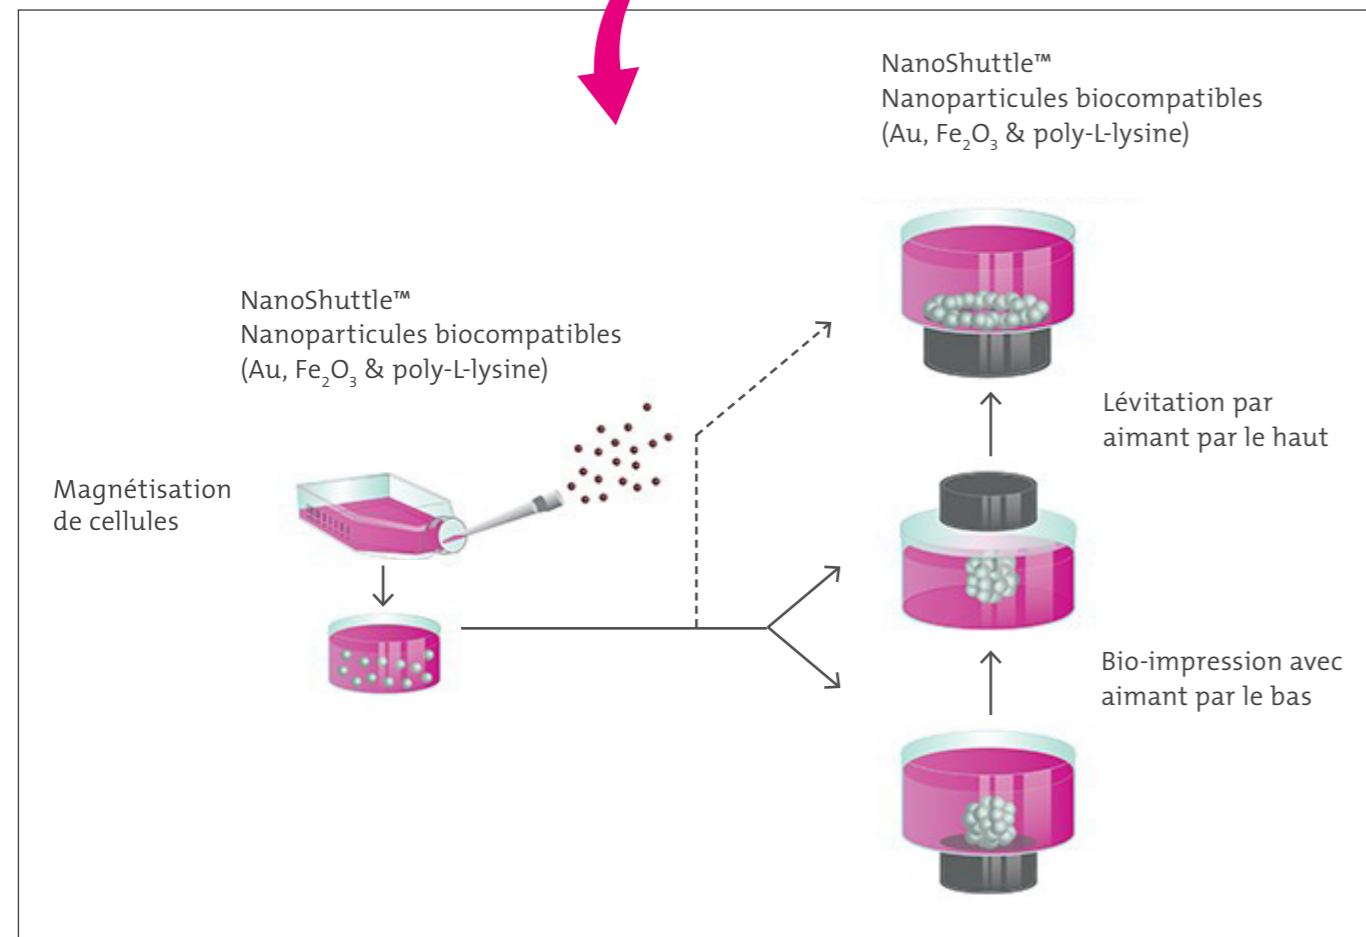 NanoShuttle™
Nanoparticules biocompatibles
(Au, Fe₂O₃ & poly-L-lysine)
NanoShuttle™
Nanoparticules biocompatibles
(Au, Fe₂O₃ & poly-L-lysine)
Magnétisation
de cellules
Lévitation par
aimant par le haut
Bio-impression avec
aimant par le bas